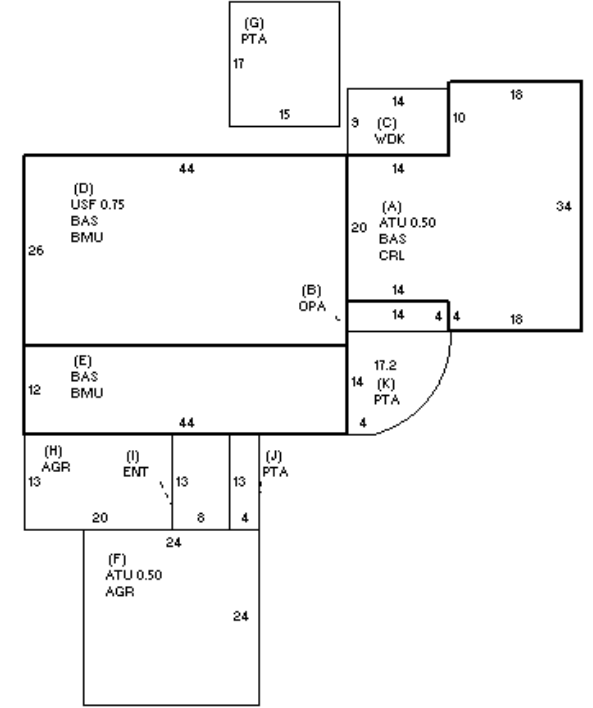 (G)
PTA
17
15
14
9
(C)
WDK
18
10
34
44
(D)
USF 0.75
BAS
BMU
26
14
20
(A)
ATU 0.50
BAS
CRL
14
(B)
OPA
14
4
4
18
(E)
BAS
BMU
12
44
17.2
14
(K)
PTA
4
(H)
AGR
13
20
(I)
ENT
13
8
13
4
(J)
PTA
24
(F)
ATU 0.50
AGR
24